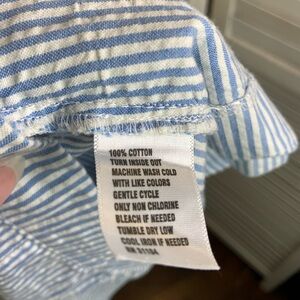 100% COTTON
TURN INSIDE OUT
MACHINE WASH COLD
WITH LIKE COLORS
GENTLE CYCLE
ONLY NON CHLORINE
BLEACH IF NEEDED
TUMBLE DRY LOW
COOL IRON IF NEEDED
RN